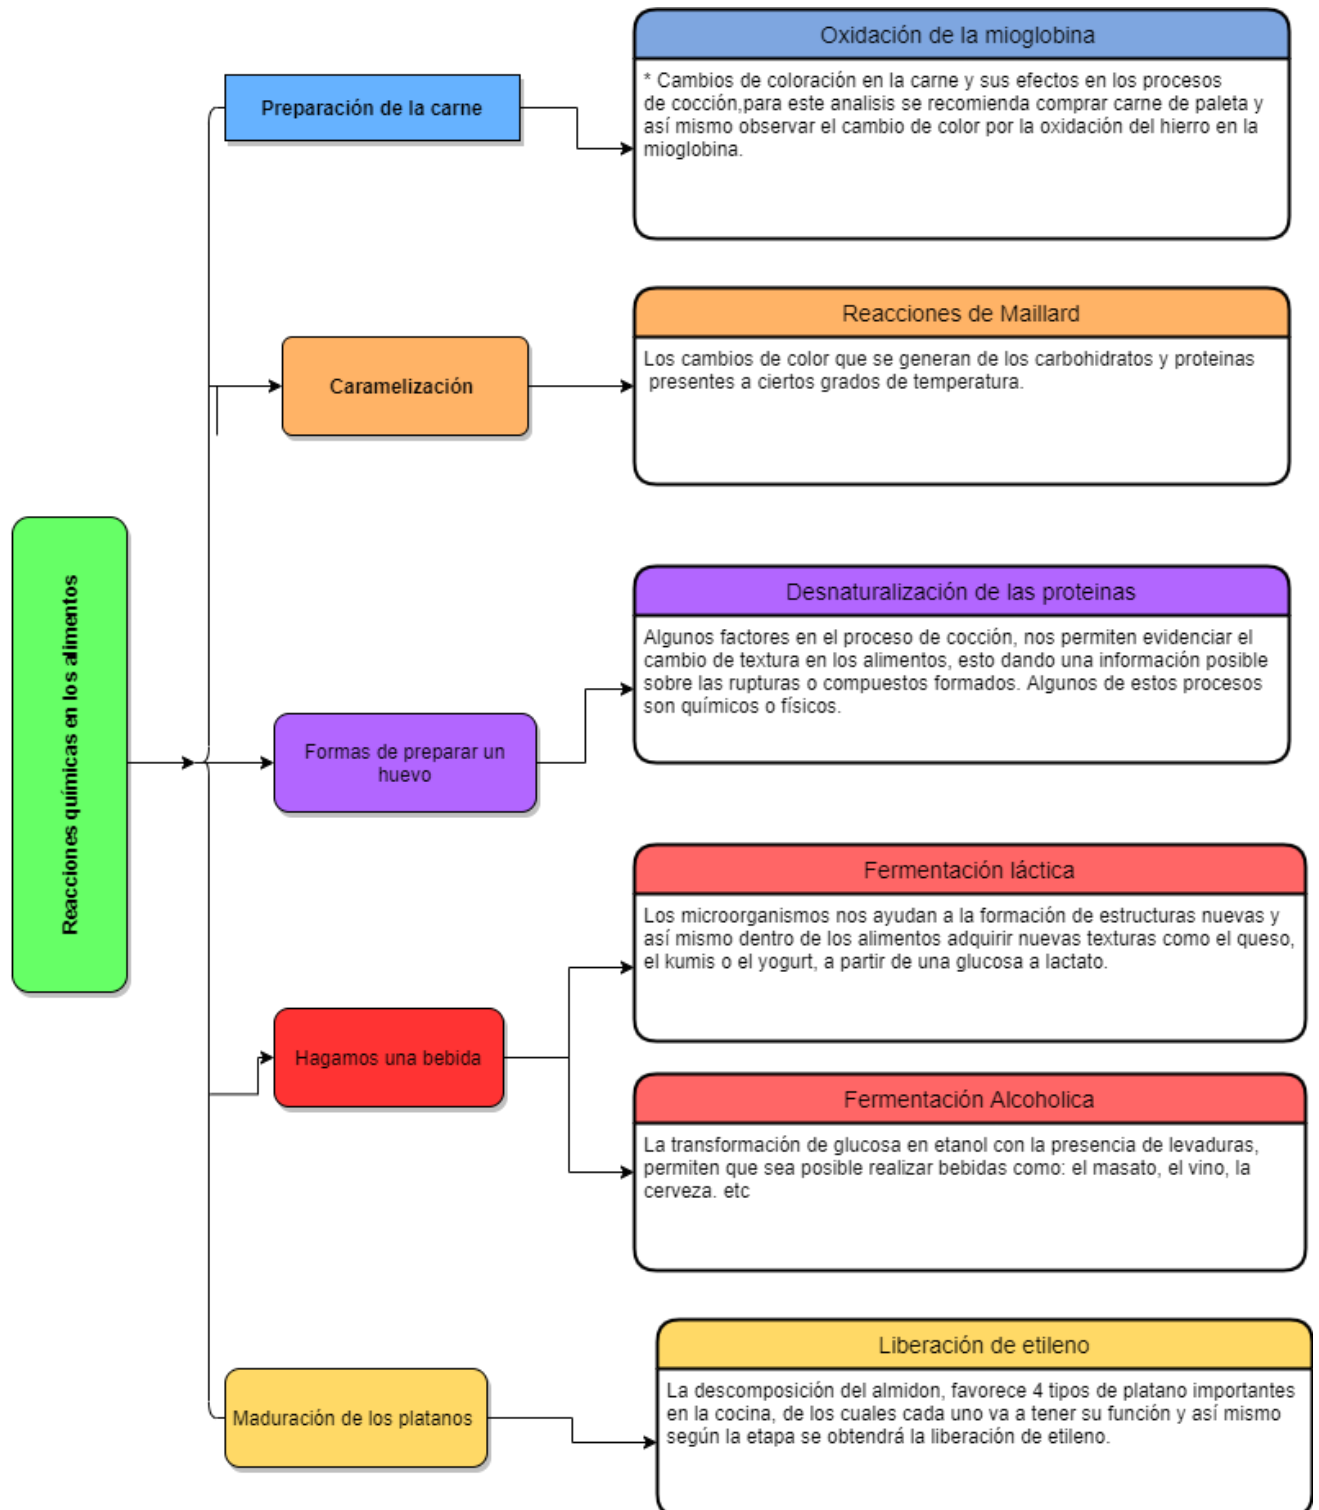 Reacciones químicas en los alimentos
Preparación de la carne
Oxidación de la mioglobina
* Cambios de coloración en la carne y sus efectos en los procesos
de cocción,para este analisis se recomienda comprar carne de paleta y
así mismo observar el cambio de color por la oxidación del hierro en la
mioglobina.
Caramelización
Reacciones de Maillard
Los cambios de color que se generan de los carbohidratos y proteinas
presentes a ciertos grados de temperatura.
Formas de preparar un
huevo
Desnaturalización de las proteinas
Algunos factores en el proceso de cocción, nos permiten evidenciar el
cambio de textura en los alimentos, esto dando una información posible
sobre las rupturas o compuestos formados. Algunos de estos procesos
son químicos o físicos.
Hagamos una bebida
Fermentación láctica
Los microorganismos nos ayudan a la formación de estructuras nuevas y
así mismo dentro de los alimentos adquirir nuevas texturas como el queso,
el kumis o el yogurt, a partir de una glucosa a lactato.
Fermentación Alcoholica
La transformación de glucosa en etanol con la presencia de levaduras,
permiten que sea posible realizar bebidas como: el masato, el vino, la
cerveza. etc
Maduración de los platanos
Liberación de etileno
La descomposición del almidon, favorece 4 tipos de platano importantes
en la cocina, de los cuales cada uno va a tener su función y así mismo
según la etapa se obtendrá la liberación de etileno.